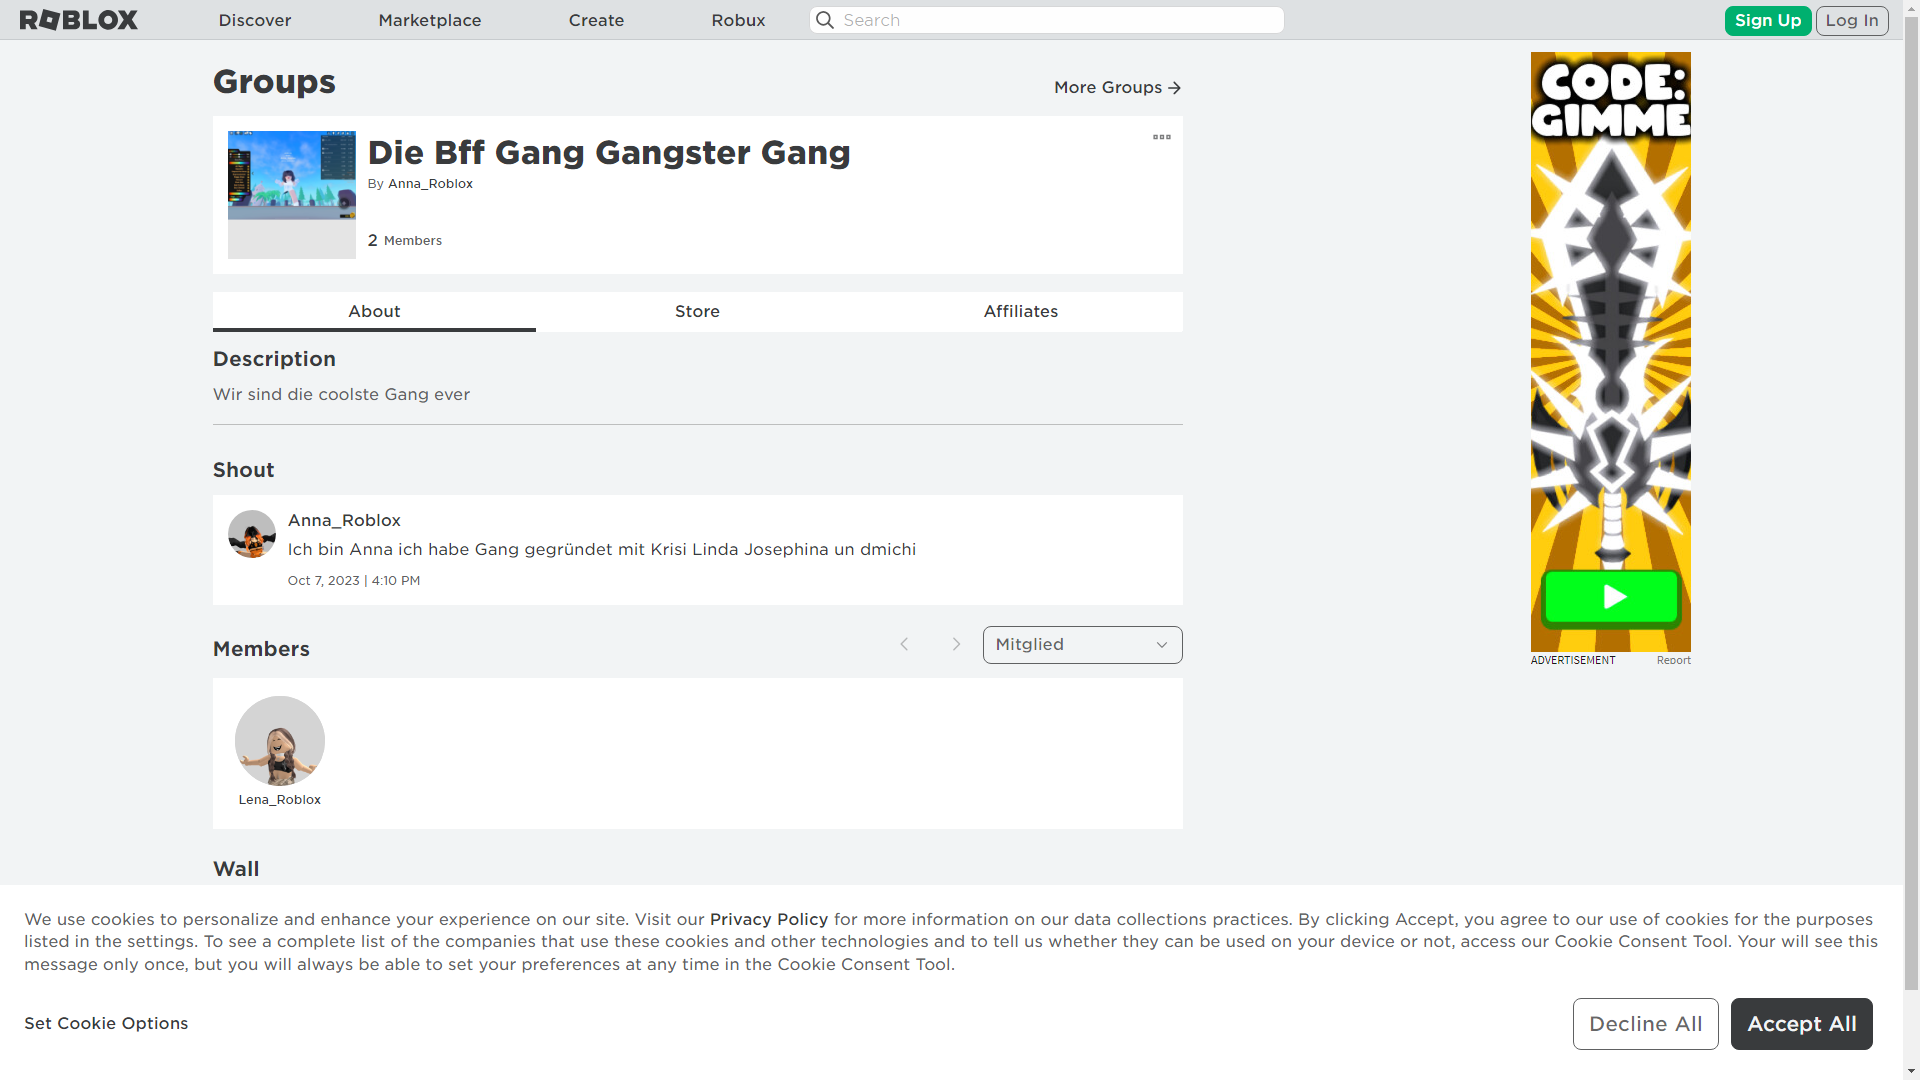 ROBLOX
Discover
Marketplace
Create
Robux
Search
Sign Up
Log In
Groups
More Groups
Die Bff Gang Gangster Gang
By Anna_Roblox
2 Members
About
Store
Affiliates
Description
Wir sind die coolste Gang ever
Shout
Anna_Roblox
Ich bin Anna ich habe Gang gegründet mit Krisi Linda Josephina un dmichi
Oct 7, 2023 | 4:10 PM
Members
Mitglied
Lena_Roblox
Wall
CODE:
GIMME
ADVERTISEMENT
Report
We use cookies to personalize and enhance your experience on our site. Visit our Privacy Policy for more information on our data collections practices. By clicking Accept, you agree to our use of cookies for the purposes
listed in the settings. To see a complete list of the companies that use these cookies and other technologies and to tell us whether they can be used on your device or not, access our Cookie Consent Tool. Your will see this
message only once, but you will always be able to set your preferences at any time in the Cookie Consent Tool.
Set Cookie Options
Decline All
Accept All